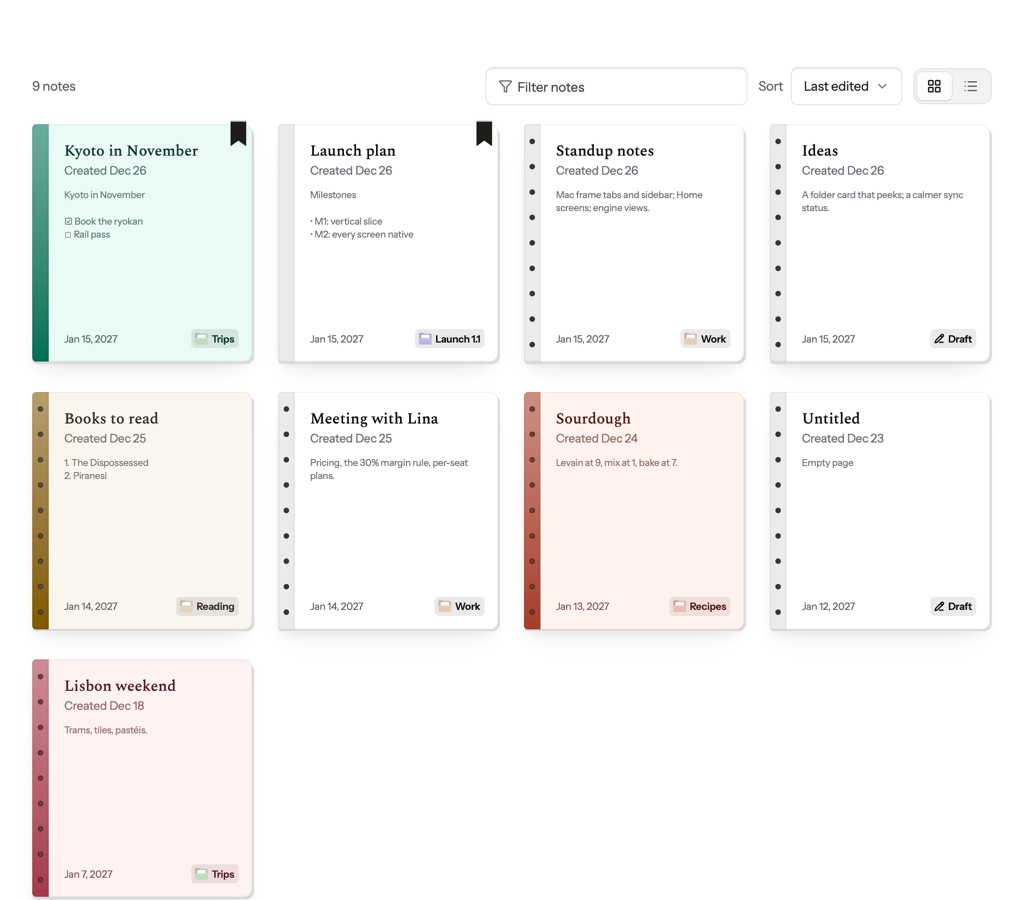 9 notes
Filter notes
Sort
Last edited
Kyoto in November
Created Dec 26
Kyoto in November
☑ Book the ryokan
☐ Rail pass
Jan 15, 2027
Trips
Launch plan
Created Dec 26
Milestones
• M1: vertical slice
• M2: every screen native
Jan 15, 2027
Launch 1.1
Standup notes
Created Dec 26
Mac frame tabs and sidebar; Home
screens; engine views.
Jan 15, 2027
Work
Ideas
Created Dec 26
A folder card that peeks; a calmer sync
status.
Jan 15, 2027
Draft
Books to read
Created Dec 25
1. The Dispossessed
2. Piranesi
Jan 14, 2027
Reading
Meeting with Lina
Created Dec 25
Pricing, the 30% margin rule, per-seat
plans.
Jan 14, 2027
Work
Sourdough
Created Dec 24
Levain at 9, mix at 1, bake at 7.
Jan 13, 2027
Recipes
Untitled
Created Dec 23
Empty page
Jan 12, 2027
Draft
Lisbon weekend
Created Dec 18
Trams, tiles, pastéis.
Jan 7, 2027
Trips